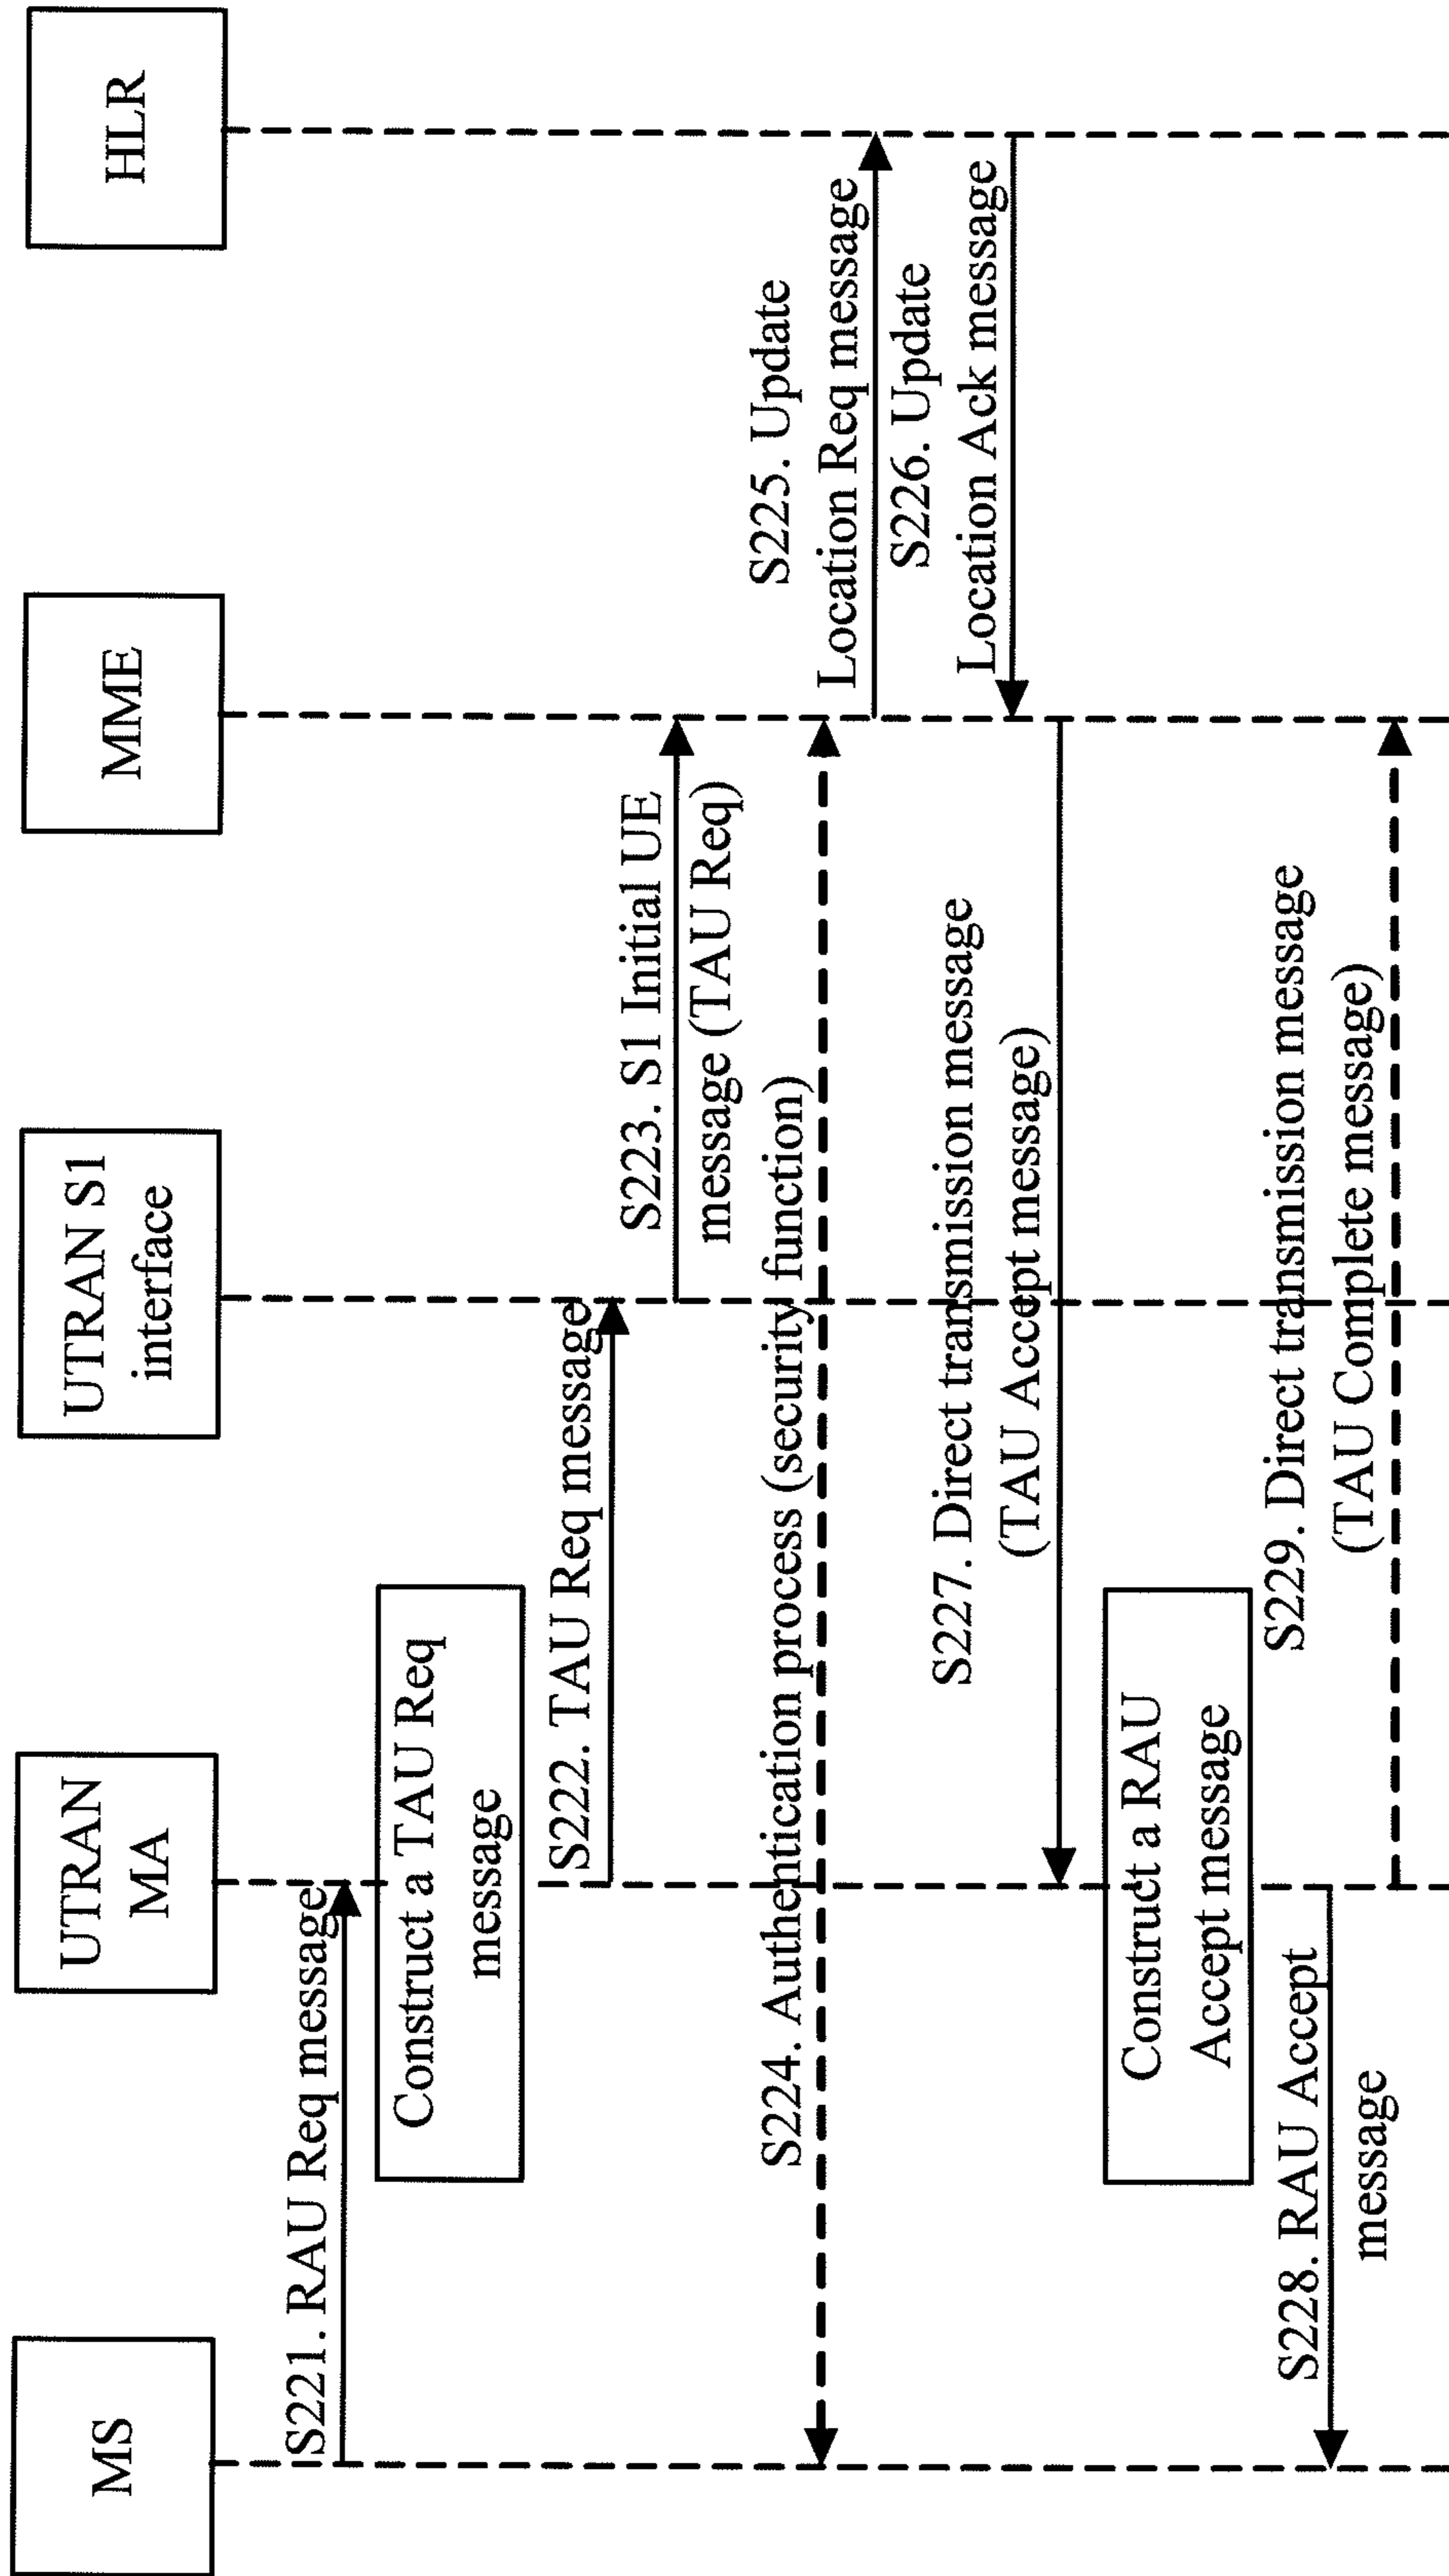 MS
UTRAN
MA
UTRAN S1
interface
MME
HLR
S221. RAU Req message
Construct a TAU Req
message
S222. TAU Req message
S223. S1 Initial UE
message (TAU Req)
S224. Authentication process (security function)
S225. Update
Location Req message
S226. Update
Location Ack message
S227. Direct transmission message
(TAU Accept message)
Construct a RAU
Accept message
S228. RAU Accept
message
S229. Direct transmission message
(TAU Complete message)